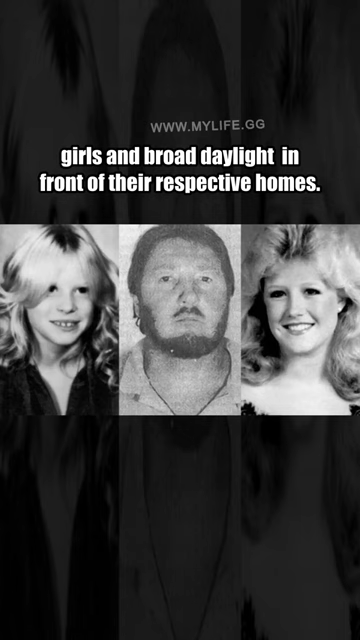 WWW.MYLIFE.GG
girls and broad daylight in
front of their respective homes.